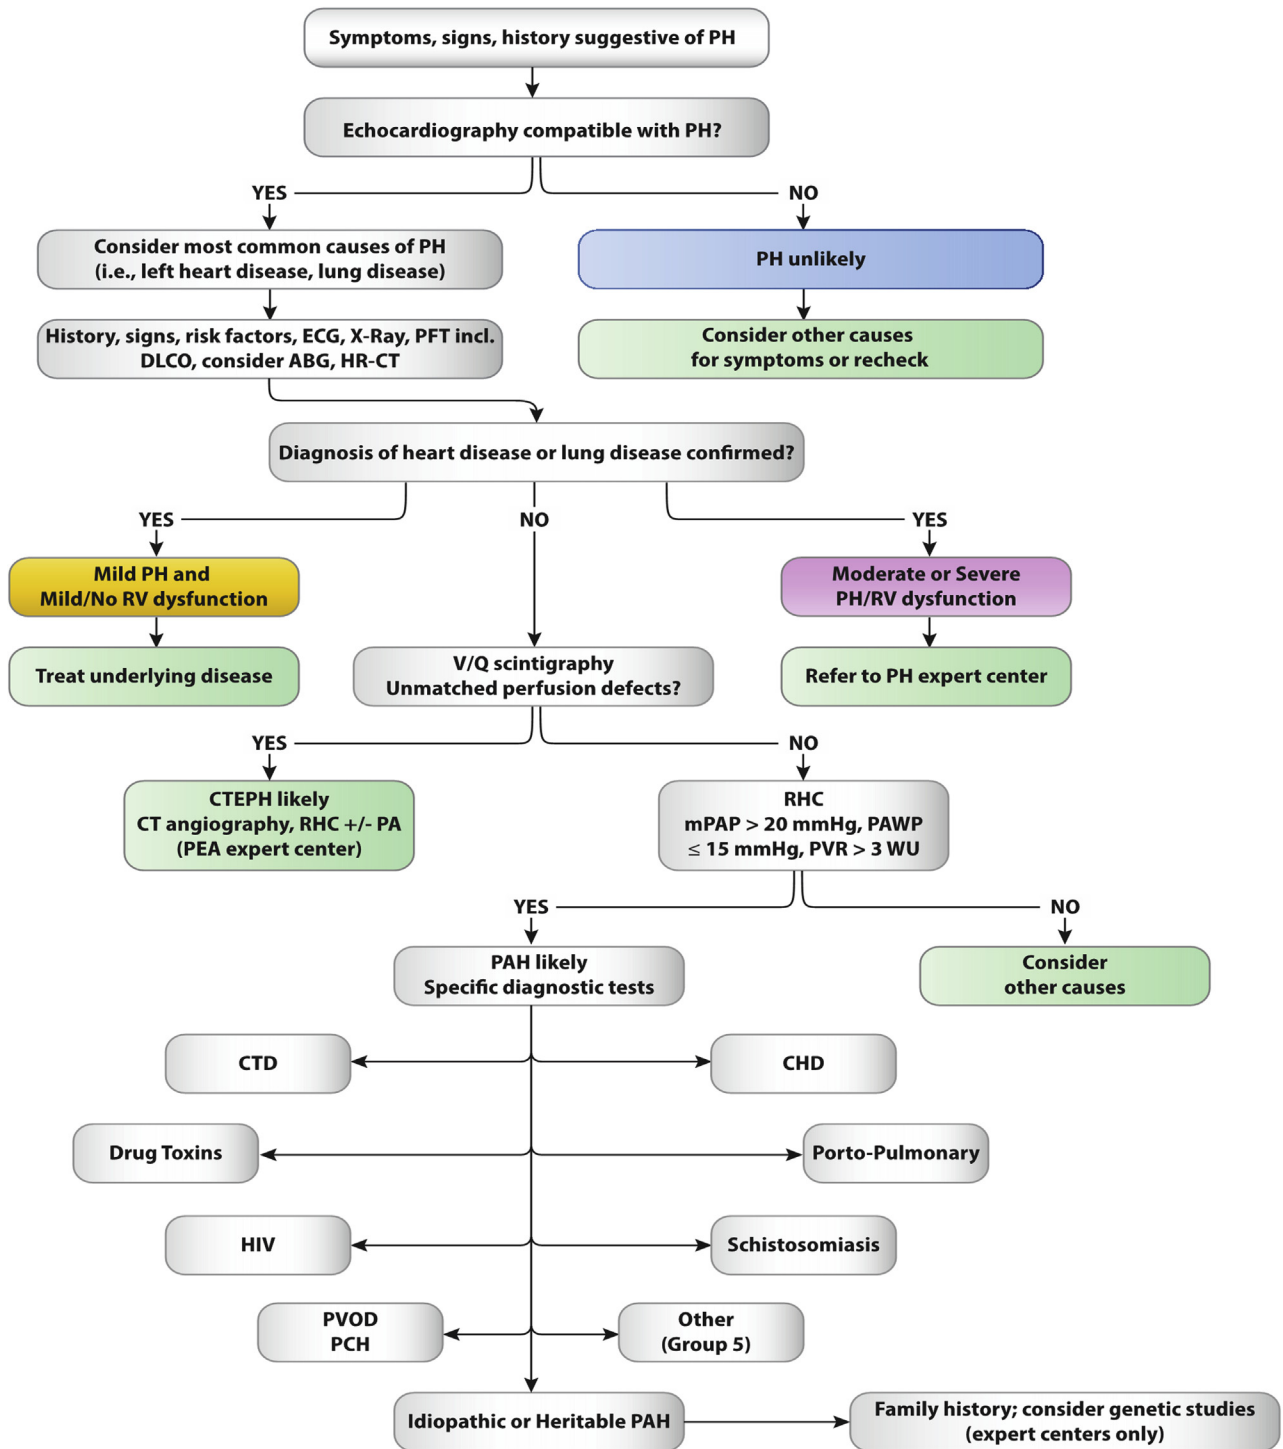 Symptoms, signs, history suggestive of PH
Echocardiography compatible with PH?
YES
NO
Consider most common causes of PH
(i.e., left heart disease, lung disease)
PH unlikely
History, signs, risk factors, ECG, X-Ray, PFT incl.
DLCO, consider ABG, HR-CT
Consider other causes
for symptoms or recheck
Diagnosis of heart disease or lung disease confirmed?
YES
NO
YES
Mild PH and
Mild/No RV dysfunction
Moderate or Severe
PH/RV dysfunction
Treat underlying disease
V/Q scintigraphy
Unmatched perfusion defects?
Refer to PH expert center
YES
NO
CTEPH likely
CT angiography, RHC +/- PA
(PEA expert center)
RHC
mPAP > 20 mmHg, PAWP
≤ 15 mmHg, PVR > 3 WU
YES
NO
PAH likely
Specific diagnostic tests
Consider
other causes
CTD
CHD
Drug Toxins
Porto-Pulmonary
HIV
Schistosomiasis
PVOD
PCH
Other
(Group 5)
Idiopathic or Heritable PAH
Family history; consider genetic studies
(expert centers only)